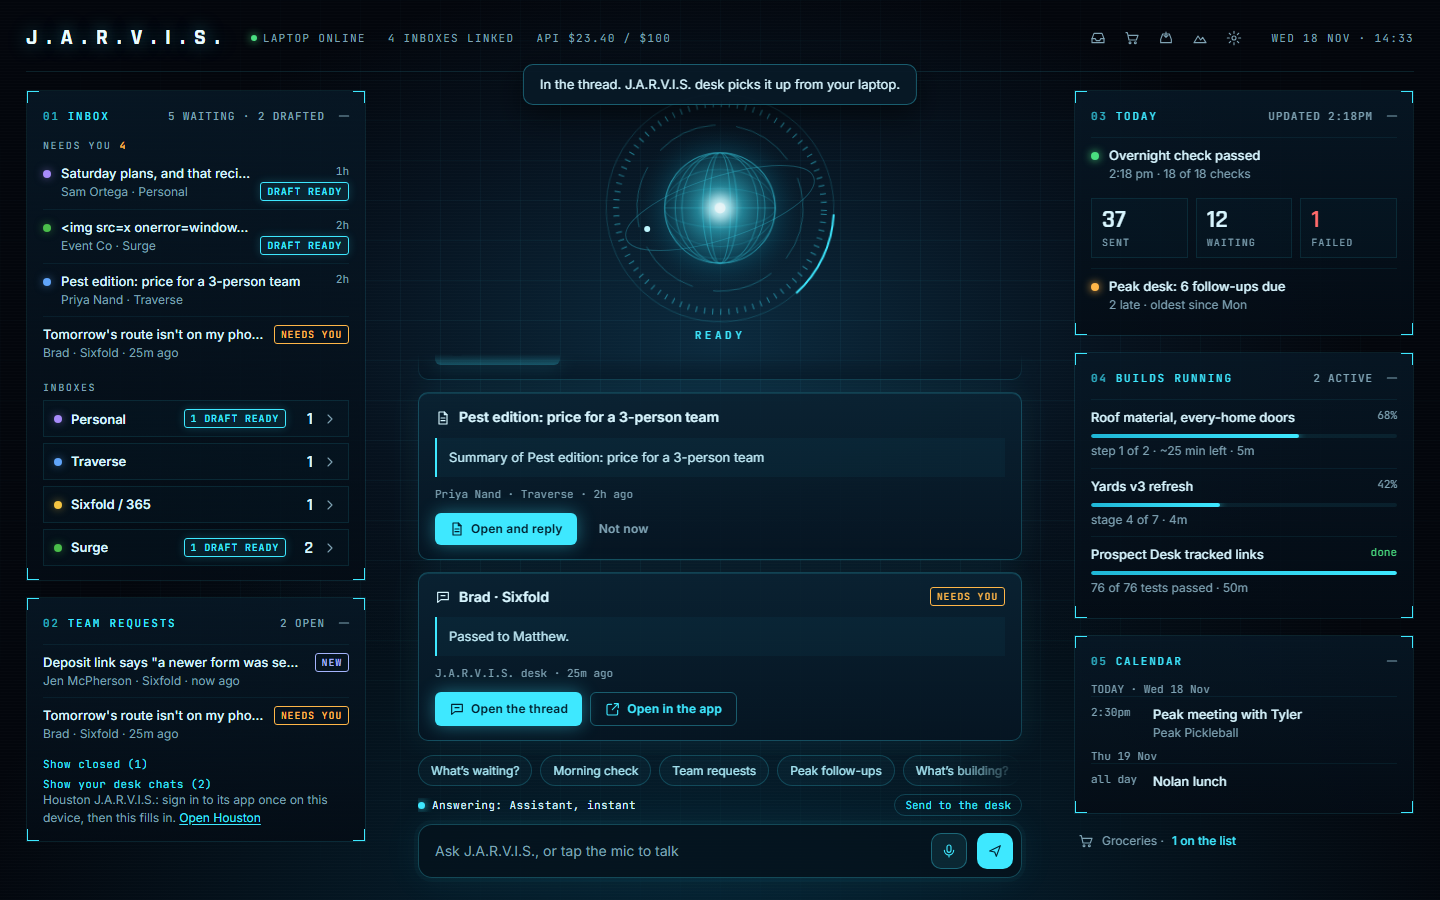 J.A.R.V.I.S.
LAPTOP ONLINE
4 INBOXES LINKED
API $23.40 / $100
WED 18 NOV · 14:33
In the thread. J.A.R.V.I.S. desk picks it up from your laptop.
01 INBOX
5 WAITING · 2 DRAFTED
NEEDS YOU 4
Saturday plans, and that reci...
1h
Sam Ortega · Personal
DRAFT READY
<img src=x onerror=window...
2h
Event Co · Surge
DRAFT READY
Pest edition: price for a 3-person team
2h
Priya Nand · Traverse
Tomorrow's route isn't on my pho...
NEEDS YOU
Brad · Sixfold · 25m ago
INBOXES
Personal
1 DRAFT READY
1
Traverse
1
Sixfold / 365
1
Surge
1 DRAFT READY
2
02 TEAM REQUESTS
2 OPEN
Deposit link says "a newer form was se...
NEW
Jen McPherson · Sixfold · now ago
Tomorrow's route isn't on my pho...
NEEDS YOU
Brad · Sixfold · 25m ago
Show closed (1)
Show your desk chats (2)
Houston J.A.R.V.I.S.: sign in to its app once on this
device, then this fills in. Open Houston
READY
Pest edition: price for a 3-person team
Summary of Pest edition: price for a 3-person team
Priya Nand · Traverse · 2h ago
Open and reply
Not now
Brad · Sixfold
NEEDS YOU
Passed to Matthew.
J.A.R.V.I.S. desk · 25m ago
Open the thread
Open in the app
What's waiting?
Morning check
Team requests
Peak follow-ups
What's building?
Answering: Assistant, instant
Send to the desk
Ask J.A.R.V.I.S., or tap the mic to talk
03 TODAY
UPDATED 2:18PM
Overnight check passed
2:18 pm · 18 of 18 checks
37
SENT
12
WAITING
1
FAILED
Peak desk: 6 follow-ups due
2 late · oldest since Mon
04 BUILDS RUNNING
2 ACTIVE
Roof material, every-home doors
68%
step 1 of 2 · ~25 min left · 5m
Yards v3 refresh
42%
stage 4 of 7 · 4m
Prospect Desk tracked links
done
76 of 76 tests passed · 50m
05 CALENDAR
TODAY · Wed 18 Nov
2:30pm
Peak meeting with Tyler
Peak Pickleball
Thu 19 Nov
all day
Nolan lunch
Groceries · 1 on the list